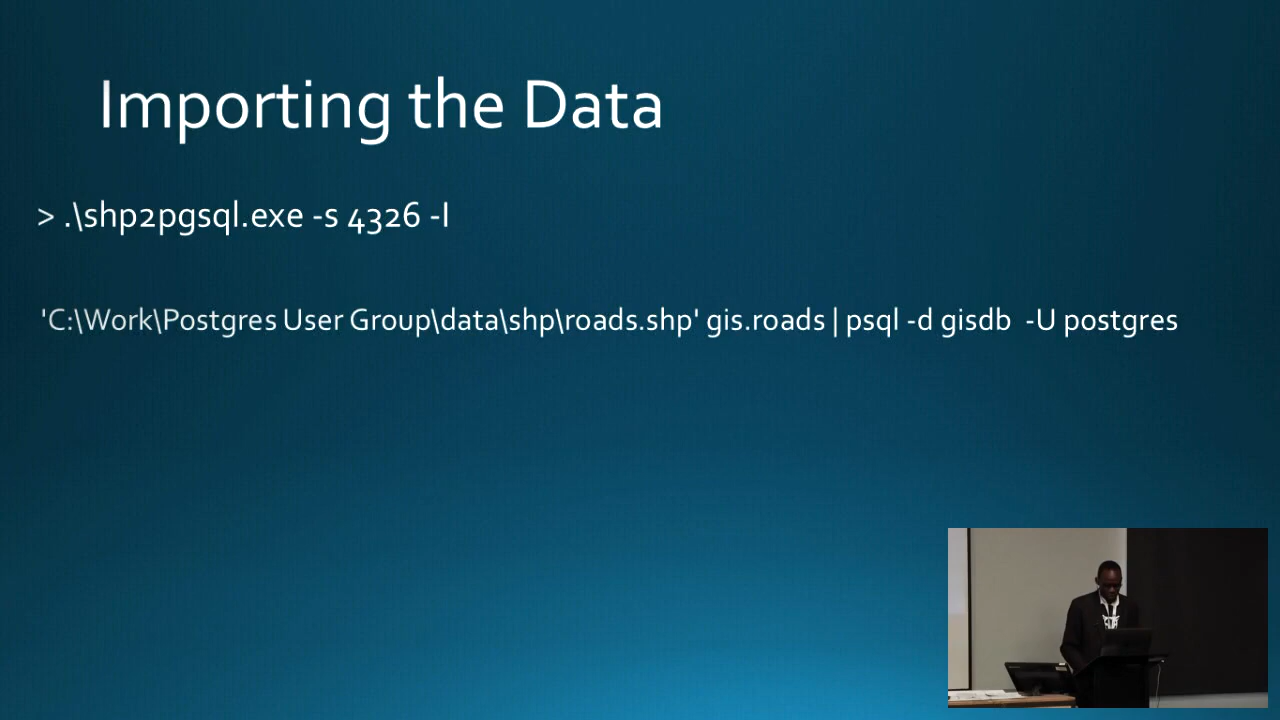 Importing the Data
> .\shp2pgsql.exe -s 4326 -I
'C:\Work\Postgres User Group\data\shp\roads.shp' gis.roads | psql -d gisdb  -U postgres